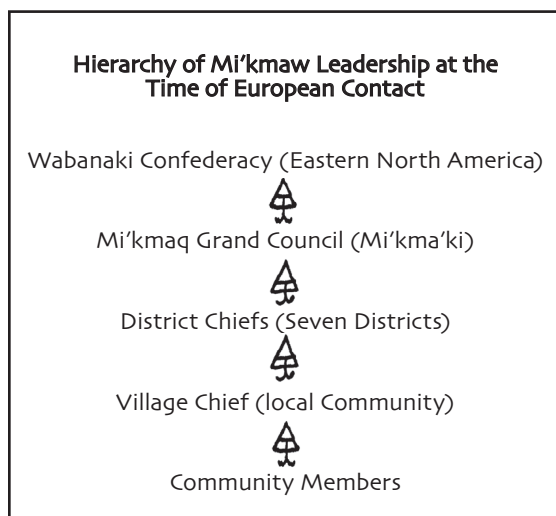 Hierarchy of Mi'kmaw Leadership at the
Time of European Contact
Wabanaki Confederacy (Eastern North America)
Mi'kmaq Grand Council (Mi'kma'ki)
District Chiefs (Seven Districts)
Village Chief (local Community)
Community Members